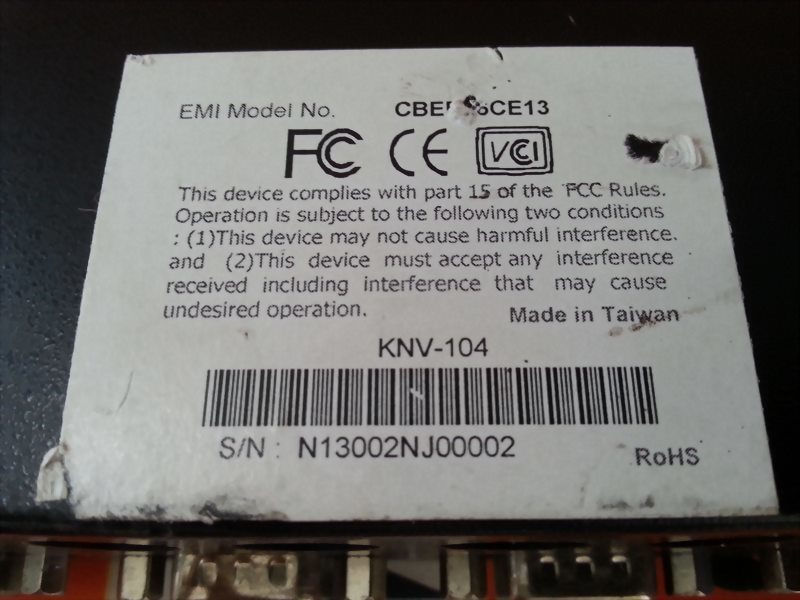 EMI Model No.
FC CE VCCI
This device complies with part 15 of the FCC Rules.
Operation is subject to the following two conditions
: (1)This device may not cause harmful interference.
and (2)This device must accept any interference
received including interference that may cause
undesired operation.
Made in Taiwan
KNV-104
S/N : N13002NJ00002
RoHS